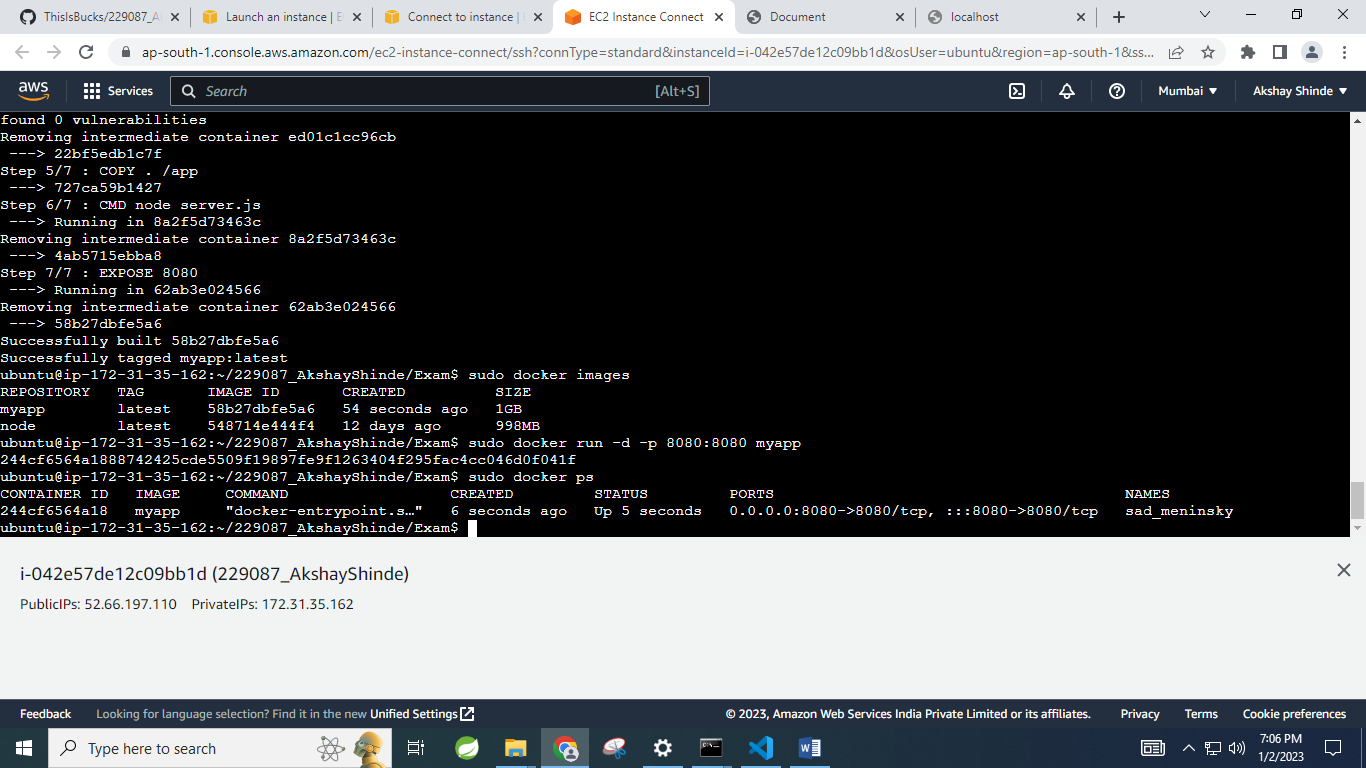 ThisIsBucks/229087_A
Launch an instance | E
Connect to instance |
EC2 Instance Connect
Document
localhost
ap-south-1.console.aws.amazon.com/ec2-instance-connect/ssh?connType=standard&instanceId=i-042e57de12c09bb1d&osUser=ubuntu&region=ap-south-1&ss...
aws
Services
Search
[Alt+S]
Mumbai
Akshay Shinde
found 0 vulnerabilities
Removing intermediate container ed01c1cc96cb
 ---> 22bf5edb1c7f
Step 5/7 : COPY . /app
 ---> 727ca59b1427
Step 6/7 : CMD node server.js
 ---> Running in 8a2f5d73463c
Removing intermediate container 8a2f5d73463c
 ---> 4ab5715ebba8
Step 7/7 : EXPOSE 8080
 ---> Running in 62ab3e024566
Removing intermediate container 62ab3e024566
 ---> 58b27dbfe5a6
Successfully built 58b27dbfe5a6
Successfully tagged myapp:latest
ubuntu@ip-172-31-35-162:~/229087_AkshayShinde/Exam$ sudo docker images
REPOSITORY   TAG       IMAGE ID       CREATED          SIZE
myapp        latest    58b27dbfe5a6   54 seconds ago   1GB
node         latest    548714e444f4   12 days ago      998MB
ubuntu@ip-172-31-35-162:~/229087_AkshayShinde/Exam$ sudo docker run -d -p 8080:8080 myapp
244cf6564a1888742425cde5509f19897fe9f1263404f295fac4cc046d0f041f
ubuntu@ip-172-31-35-162:~/229087_AkshayShinde/Exam$ sudo docker ps
CONTAINER ID   IMAGE     COMMAND                  CREATED         STATUS         PORTS                                       NAMES
244cf6564a18   myapp     "docker-entrypoint.s…"   6 seconds ago   Up 5 seconds   0.0.0.0:8080->8080/tcp, :::8080->8080/tcp   sad_meninsky
ubuntu@ip-172-31-35-162:~/229087_AkshayShinde/Exam$
i-042e57de12c09bb1d (229087_AkshayShinde)
PublicIPs: 52.66.197.110 PrivateIPs: 172.31.35.162
Feedback
Looking for language selection? Find it in the new Unified Settings
© 2023, Amazon Web Services India Private Limited or its affiliates.
Privacy
Terms
Cookie preferences
Type here to search
7:06 PM
1/2/2023